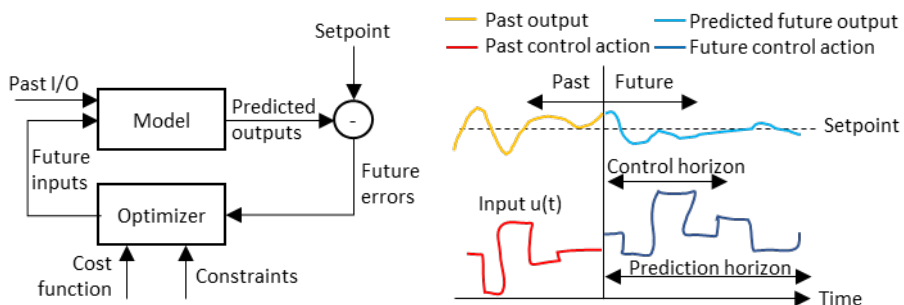 Setpoint
Past I/O
Model
Predicted
outputs
-
Future
inputs
Future
errors
Optimizer
Cost
function
Constraints
Past output
Predicted future output
Past control action
Future control action
Past
Future
Setpoint
Control horizon
Input u(t)
Prediction horizon
Time